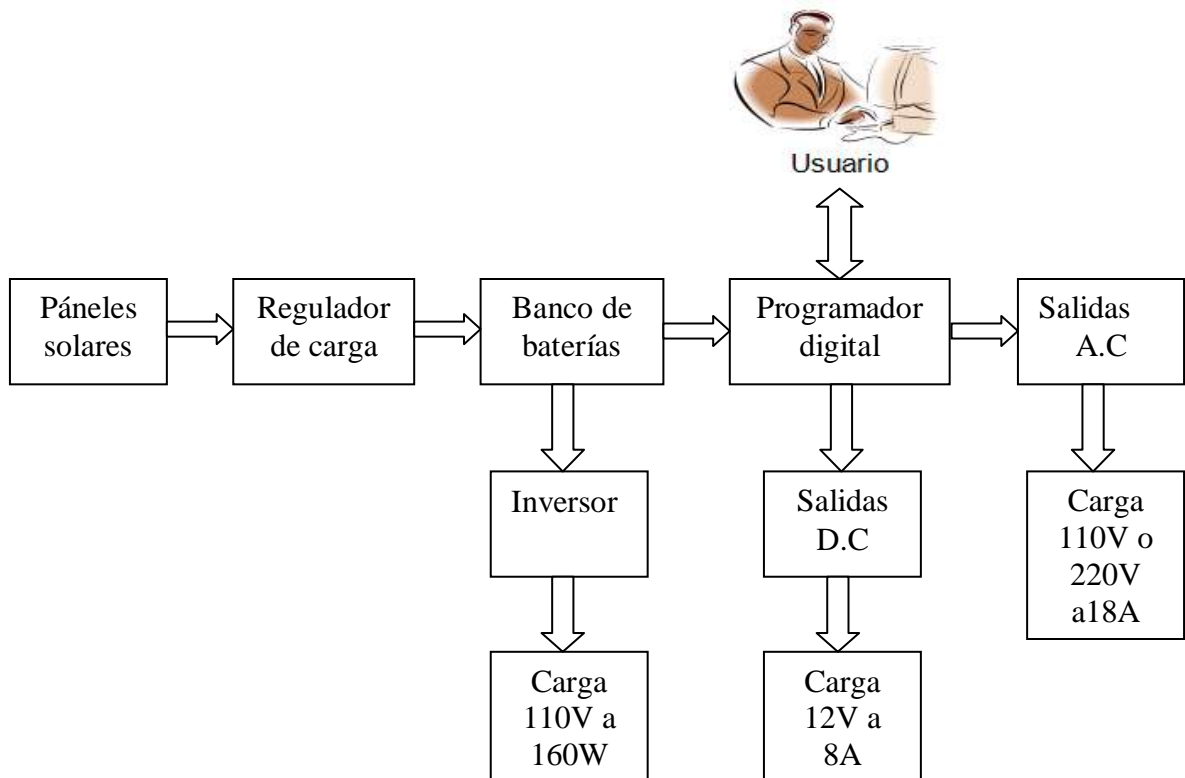 Usuario
Páneles
solares
Regulador
de carga
Banco de
baterías
Programador
digital
Salidas
A.C
Inversor
Salidas
D.C
Carga
110V o
220V
a18A
Carga
110V a
160W
Carga
12V a
8A